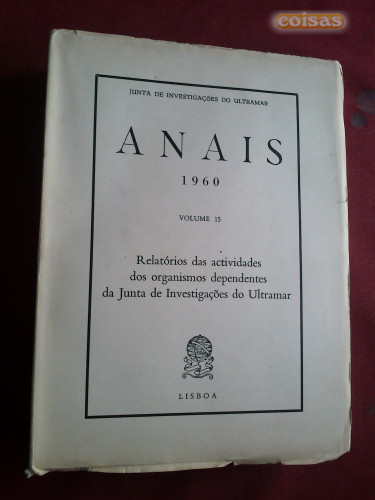 coisas
JUNTA DE INVESTIGAÇÕES DO ULTRAMAR
ANAIS
1960
VOLUME 15
Relatórios das actividades
dos organismos dependentes
da Junta de Investigações do Ultramar
LISBOA